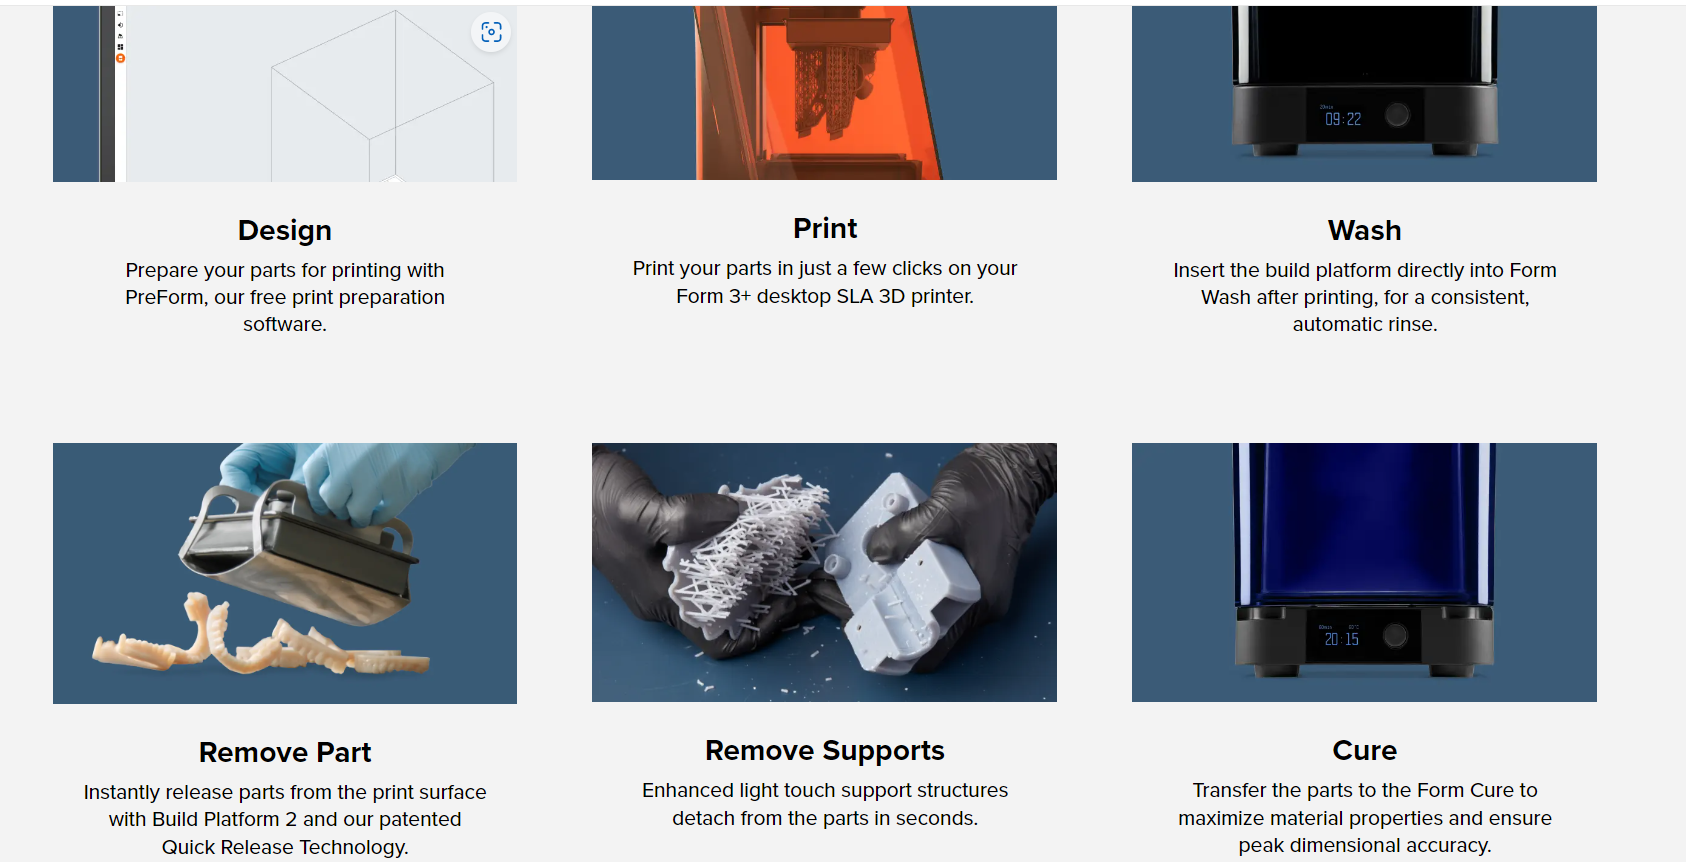 09:22
Design
Prepare your parts for printing with
PreForm, our free print preparation
software.
Print
Print your parts in just a few clicks on your
Form 3+ desktop SLA 3D printer.
Wash
Insert the build platform directly into Form
Wash after printing, for a consistent,
automatic rinse.
20:15
Remove Part
Instantly release parts from the print surface
with Build Platform 2 and our patented
Quick Release Technology.
Remove Supports
Enhanced light touch support structures
detach from the parts in seconds.
Cure
Transfer the parts to the Form Cure to
maximize material properties and ensure
peak dimensional accuracy.